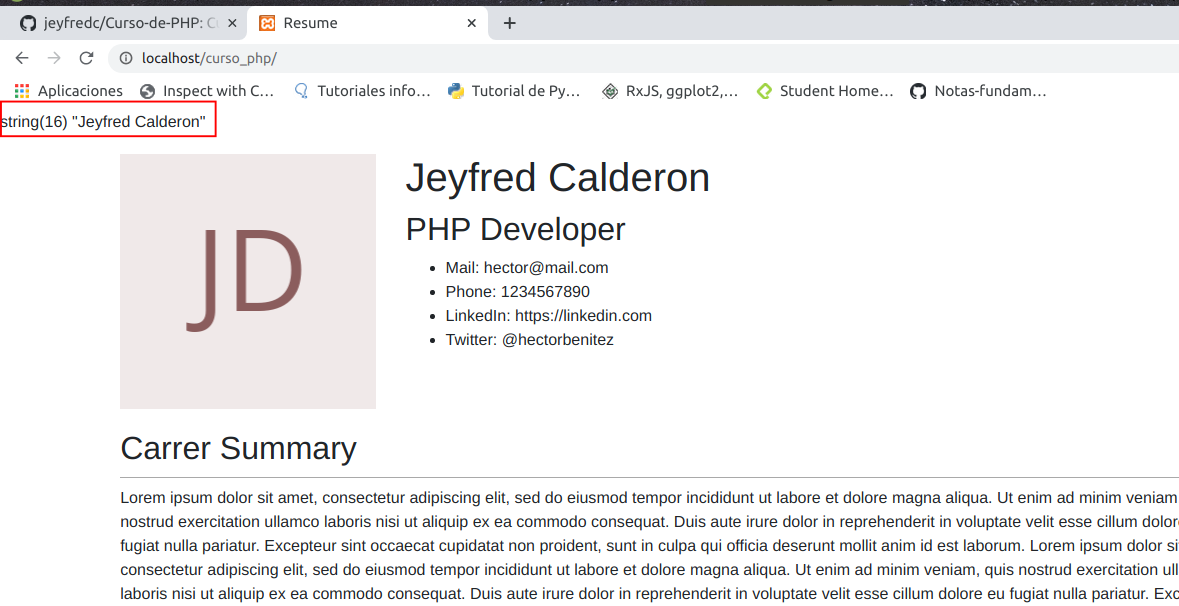 jeyfredc/Curso-de-PHP: C
Resume
localhost/curso_php/
Aplicaciones Inspect with C... Tutoriales info... Tutorial de Py... RxJS, ggplot2,... Student Home... Notas-fundam...
string(16) "Jeyfred Calderon"
JD
Jeyfred Calderon
PHP Developer
Mail: hector@mail.com
Phone: 1234567890
LinkedIn: https://linkedin.com
Twitter: @hectorbenitez
Carrer Summary
Lorem ipsum dolor sit amet, consectetur adipiscing elit, sed do eiusmod tempor incididunt ut labore et dolore magna aliqua. Ut enim ad minim veniam
nostrud exercitation ullamco laboris nisi ut aliquip ex ea commodo consequat. Duis aute irure dolor in reprehenderit in voluptate velit esse cillum dolor
fugiat nulla pariatur. Excepteur sint occaecat cupidatat non proident, sunt in culpa qui officia deserunt mollit anim id est laborum. Lorem ipsum dolor si
consectetur adipiscing elit, sed do eiusmod tempor incididunt ut labore et dolore magna aliqua. Ut enim ad minim veniam, quis nostrud exercitation ull
laboris nisi ut aliquip ex ea commodo consequat. Duis aute irure dolor in reprehenderit in voluptate velit esse cillum dolore eu fugiat nulla pariatur. Exc